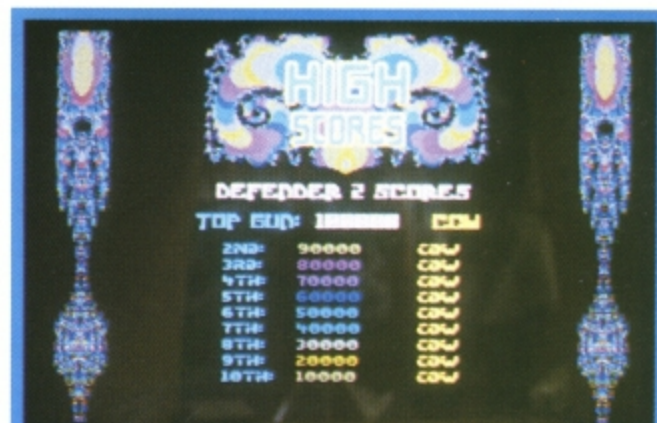 HIGH
SCORES
DEFENDER 2 SCORES
TOP GUN: 100000 COW
2ND: 90000 COW
3RD: 80000 COW
4TH: 70000 COW
5TH: 60000 COW
6TH: 50000 COW
7TH: 40000 COW
8TH: 30000 COW
9TH: 20000 COW
10TH: 10000 COW